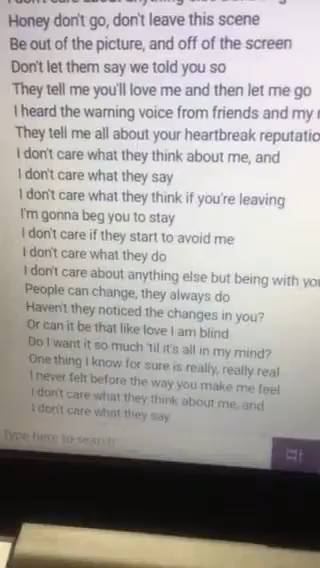 Honey don't go, don't leave this scene
Be out of the picture, and off of the screen
Don't let them say we told you so
They tell me you'll love me and then let me go
I heard the warning voice from friends and my
They tell me all about your heartbreak reputatio
I don't care what they think about me, and
I don't care what they say
I don't care what they think if you're leaving
I'm gonna beg you to stay
I don't care if they start to avoid me
I don't care what they do
I don't care about anything else but being with you
People can change, they always do
Haven't they noticed the changes in you?
Or can it be that like love I am blind
Do I want it so much 'til it's all in my mind?
One thing I know for sure is really, really real
I never felt before the way you make me feel
I don't care what they think about me, and
I don't care what they say
Type here to search